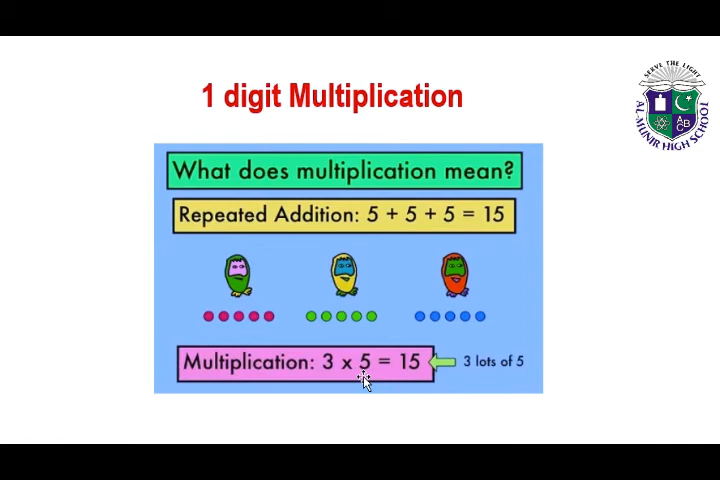 1 digit Multiplication
SERVE THE LIGHT
A B C
AL-MUNIR HIGH SCHOOL
What does multiplication mean?
Repeated Addition: 5 + 5 + 5 = 15
Multiplication: 3 x 5 = 15
3 lots of 5